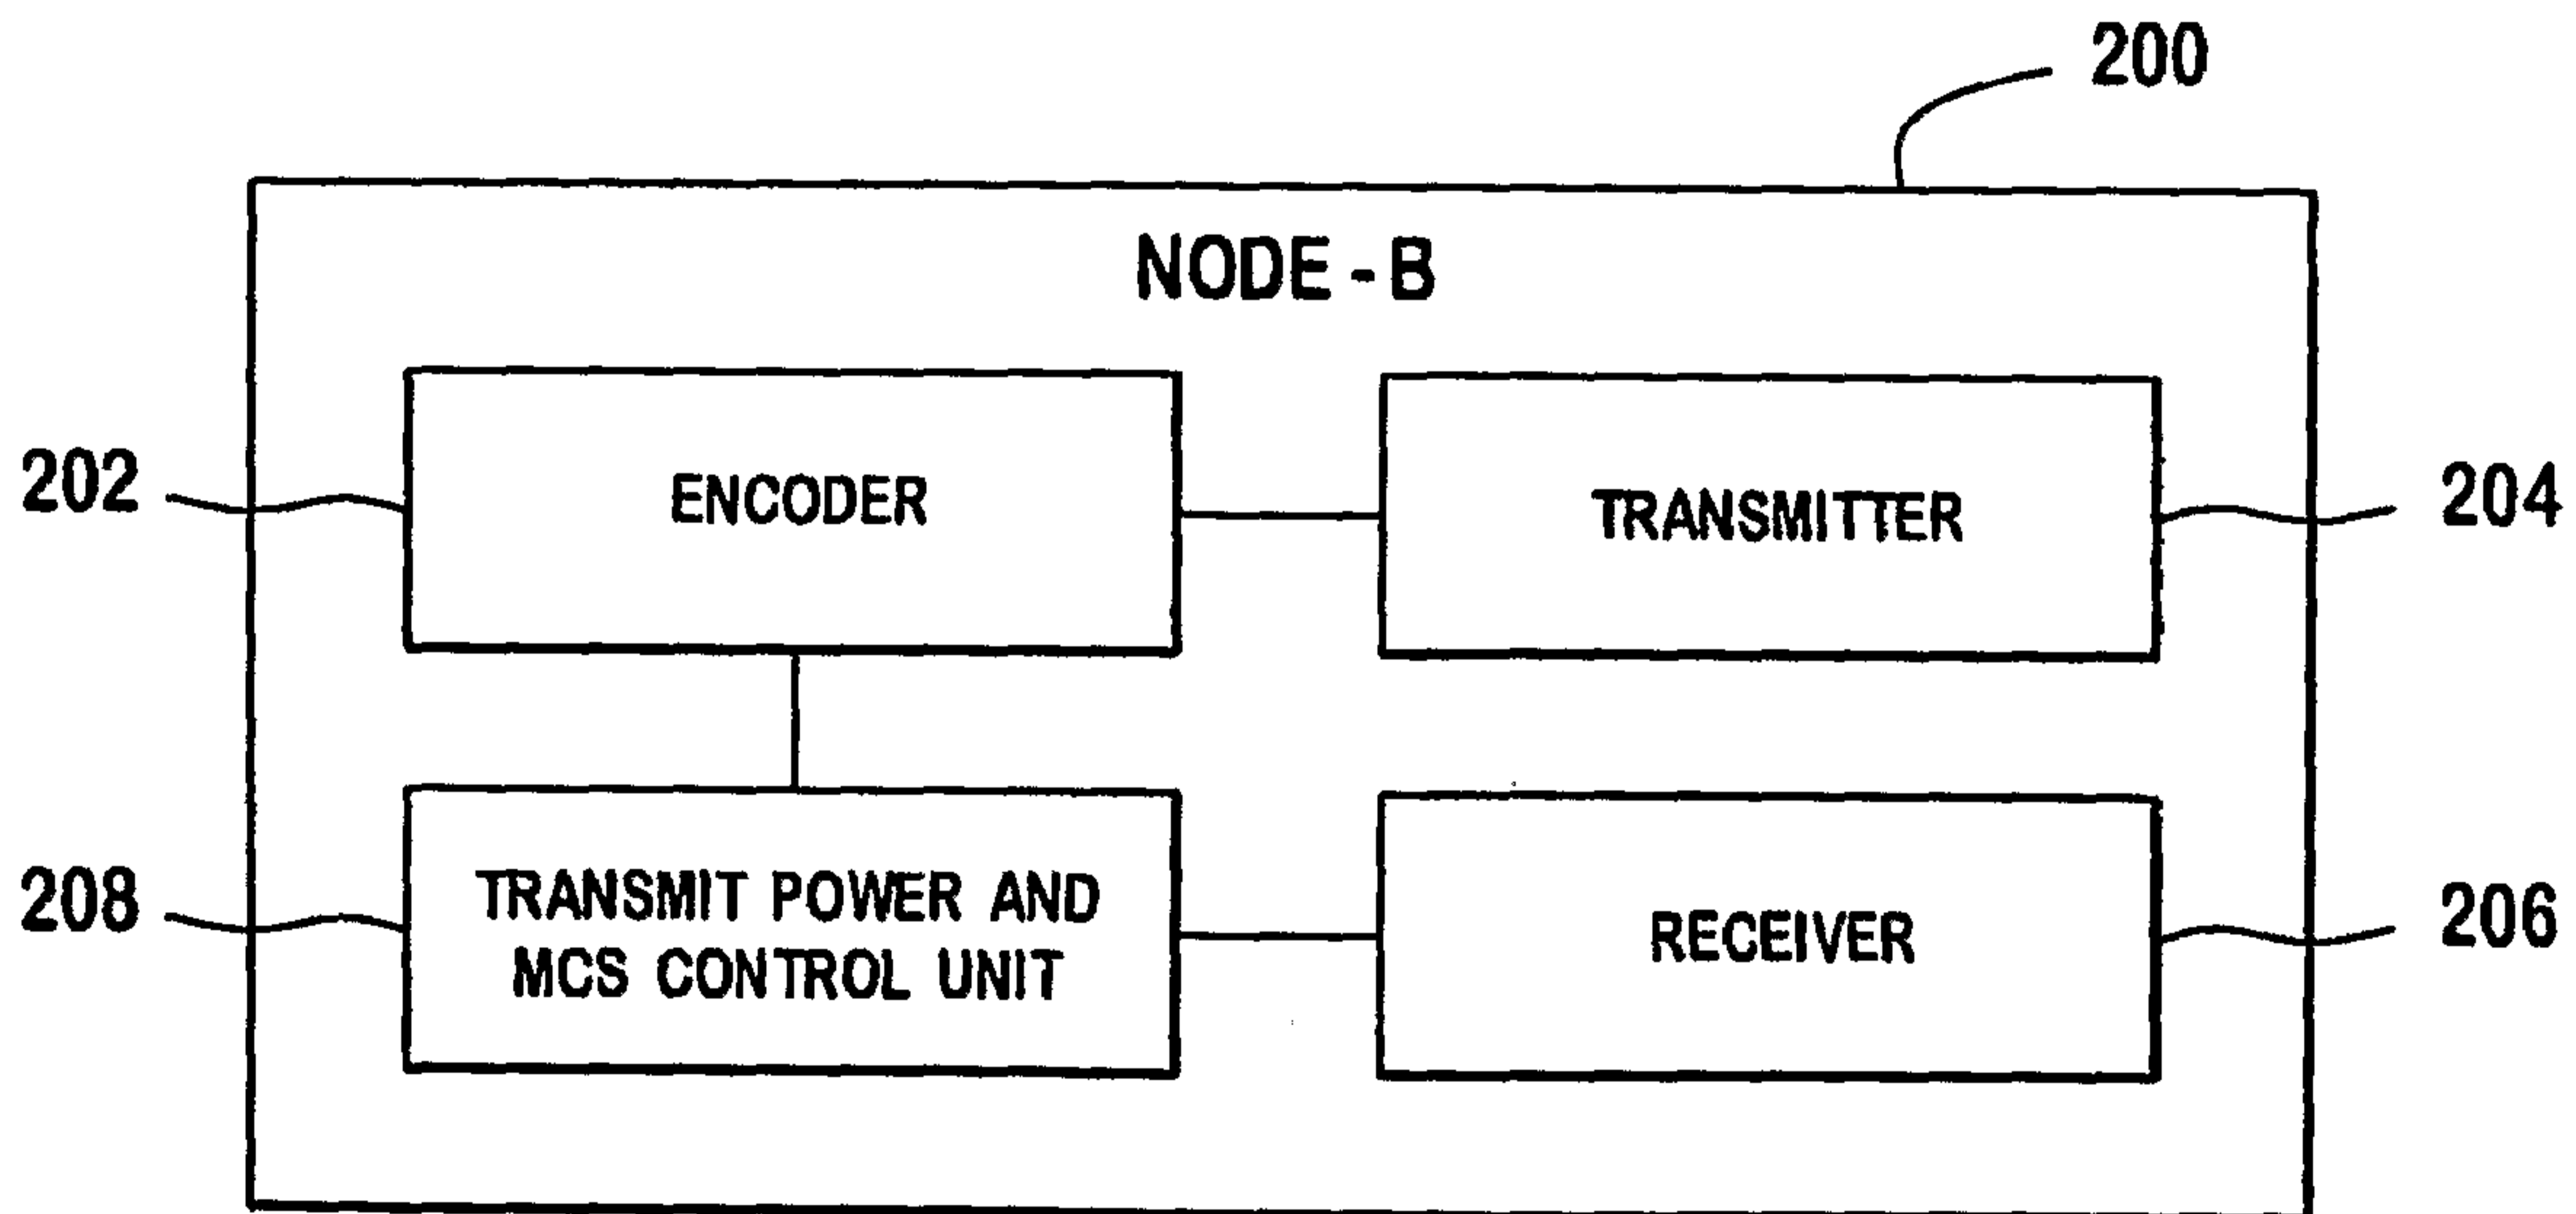 200
NODE - B
202
ENCODER
TRANSMITTER
204
208
TRANSMIT POWER AND
MCS CONTROL UNIT
RECEIVER
206